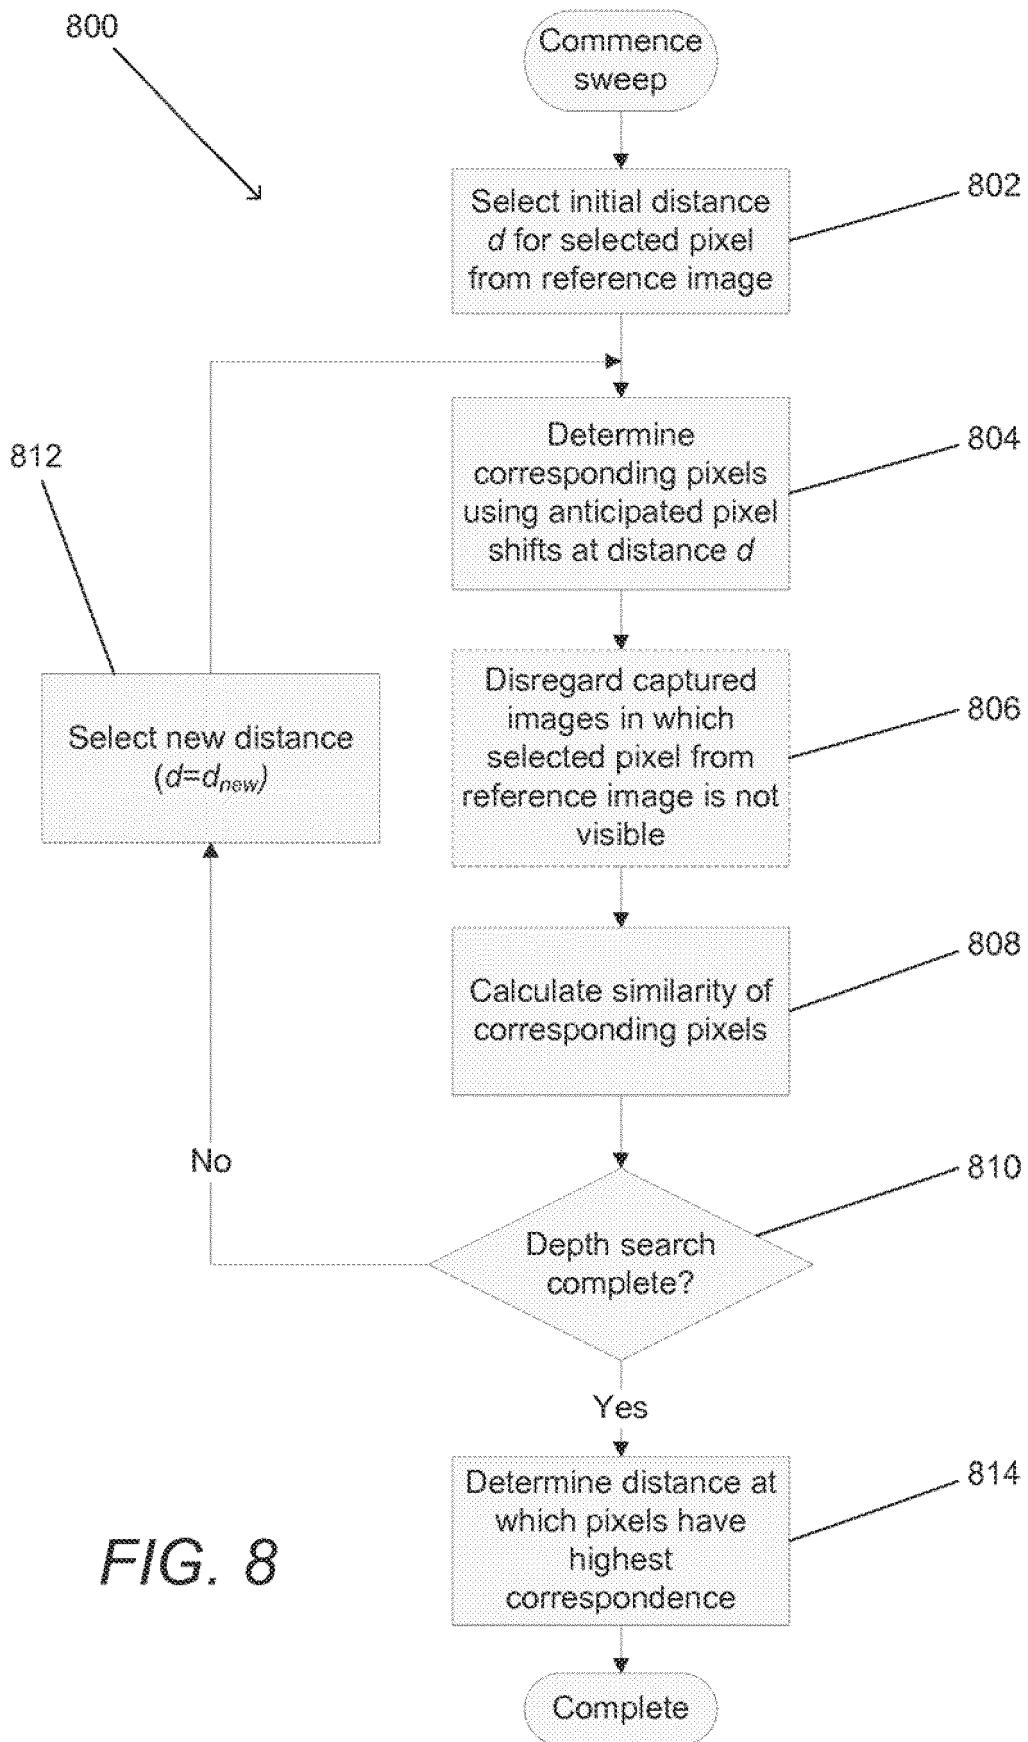 800
Commence
sweep
802
Select initial distance
d for selected pixel
from reference image
804
Determine
corresponding pixels
using anticipated pixel
shifts at distance d
812
Select new distance
(d=dnew)
806
Disregard captured
images in which
selected pixel from
reference image is not
visible
808
Calculate similarity of
corresponding pixels
No
810
Depth search
complete?
Yes
814
Determine distance at
which pixels have
highest
correspondence
FIG. 8
Complete